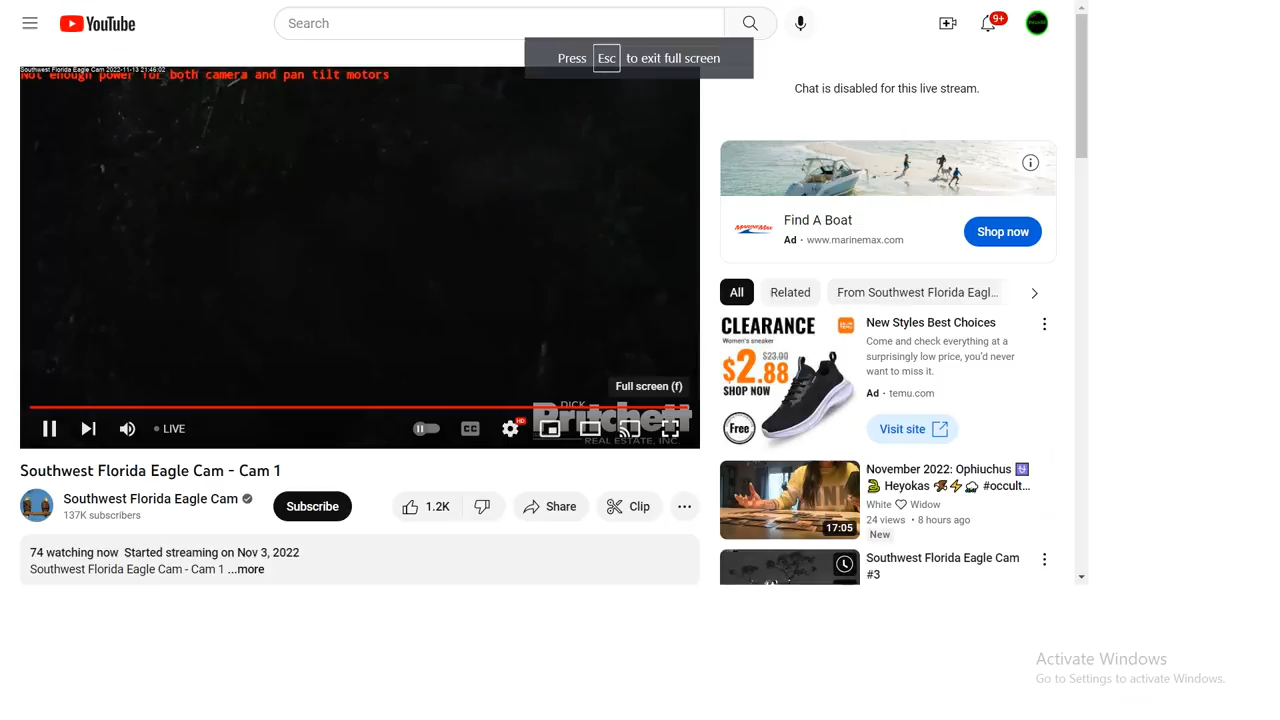 YouTube
Search
9+
Press Esc to exit full screen
Southwest Florida Eagle Cam 2022-11-13 21:46:02
Not enough power for both camera and pan tilt motors
Chat is disabled for this live stream.
Find A Boat
MARINEMAX
Ad · www.marinemax.com
Shop now
All
Related
From Southwest Florida Eagl...
CLEARANCE
Women's sneaker
$2.88
$23.00
SHOP NOW
Free
New Styles Best Choices
Come and check everything at a
surprisingly low price, you'd never
want to miss it.
Ad · temu.com
Visit site
Full screen (f)
DICK
Pritchett
REAL ESTATE, INC.
LIVE
CC
HD
Southwest Florida Eagle Cam - Cam 1
Southwest Florida Eagle Cam
137K subscribers
Subscribe
1.2K
Share
Clip
74 watching now Started streaming on Nov 3, 2022
Southwest Florida Eagle Cam - Cam 1 ...more
17:05
November 2022: Ophiuchus ⛎
🐍 Heyokas 🦅⚡⛈ #occult...
White ♡ Widow
24 views • 8 hours ago
New
Southwest Florida Eagle Cam
#3
Activate Windows
Go to Settings to activate Windows.